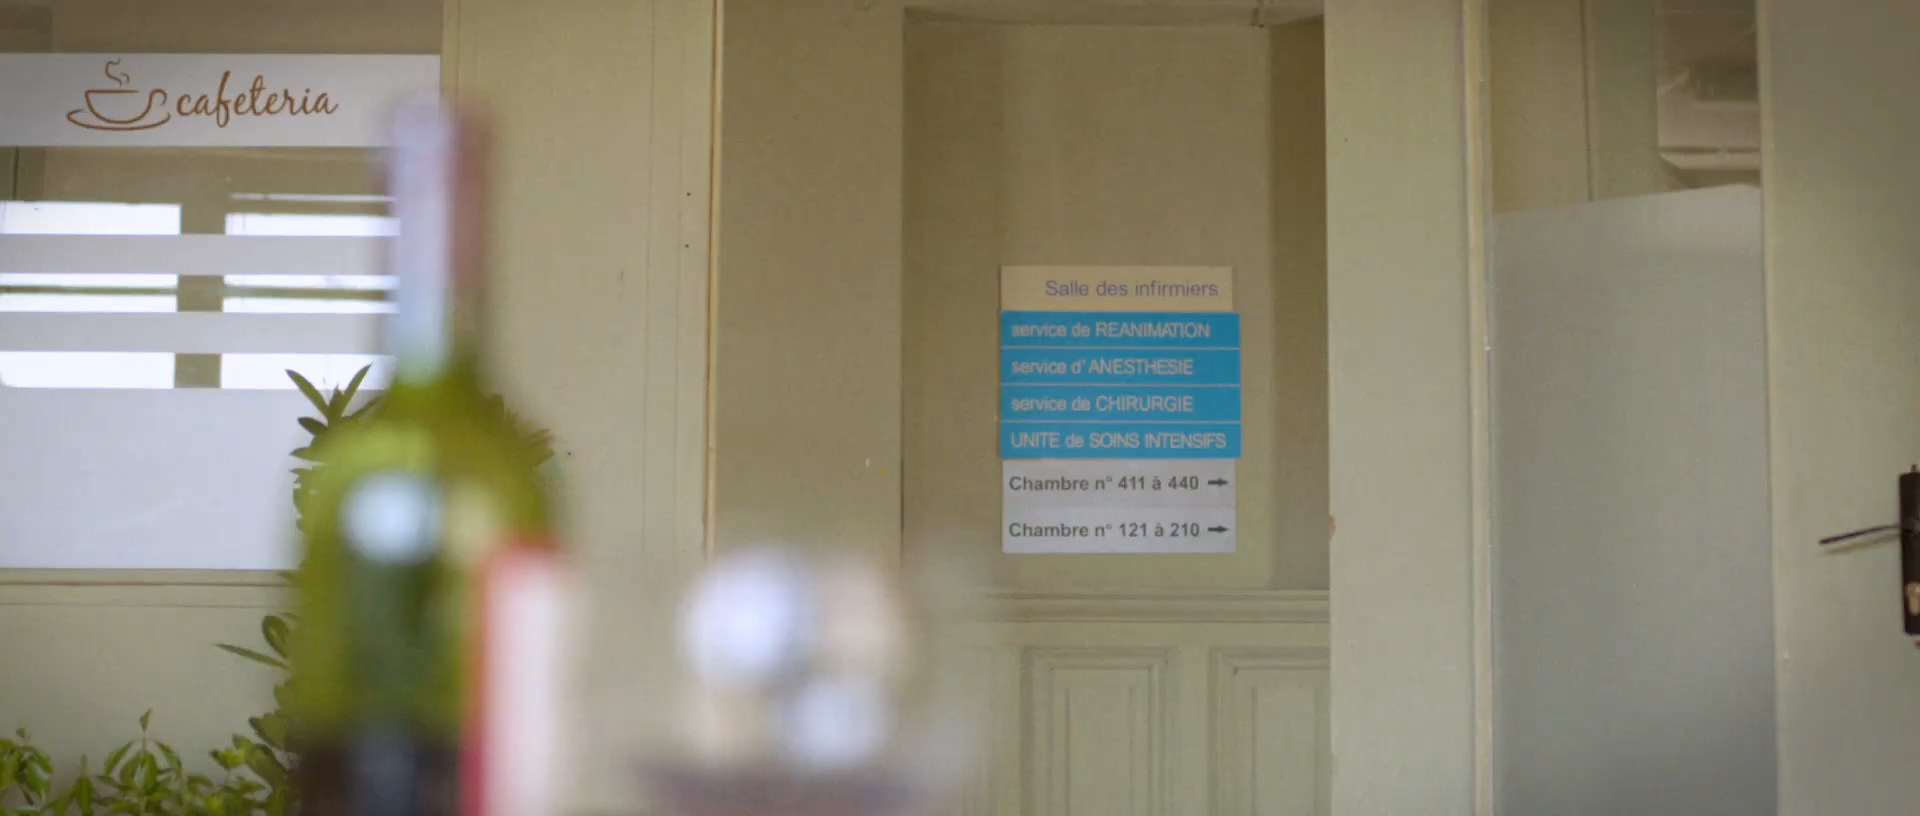 cafeteria
Salle des infirmiers
service de REANIMATION
service d'ANESTHESIE
service de CHIRURGIE
UNITE de SOINS INTENSIFS
Chambre n° 411 à 440 →
Chambre n° 121 à 210 →